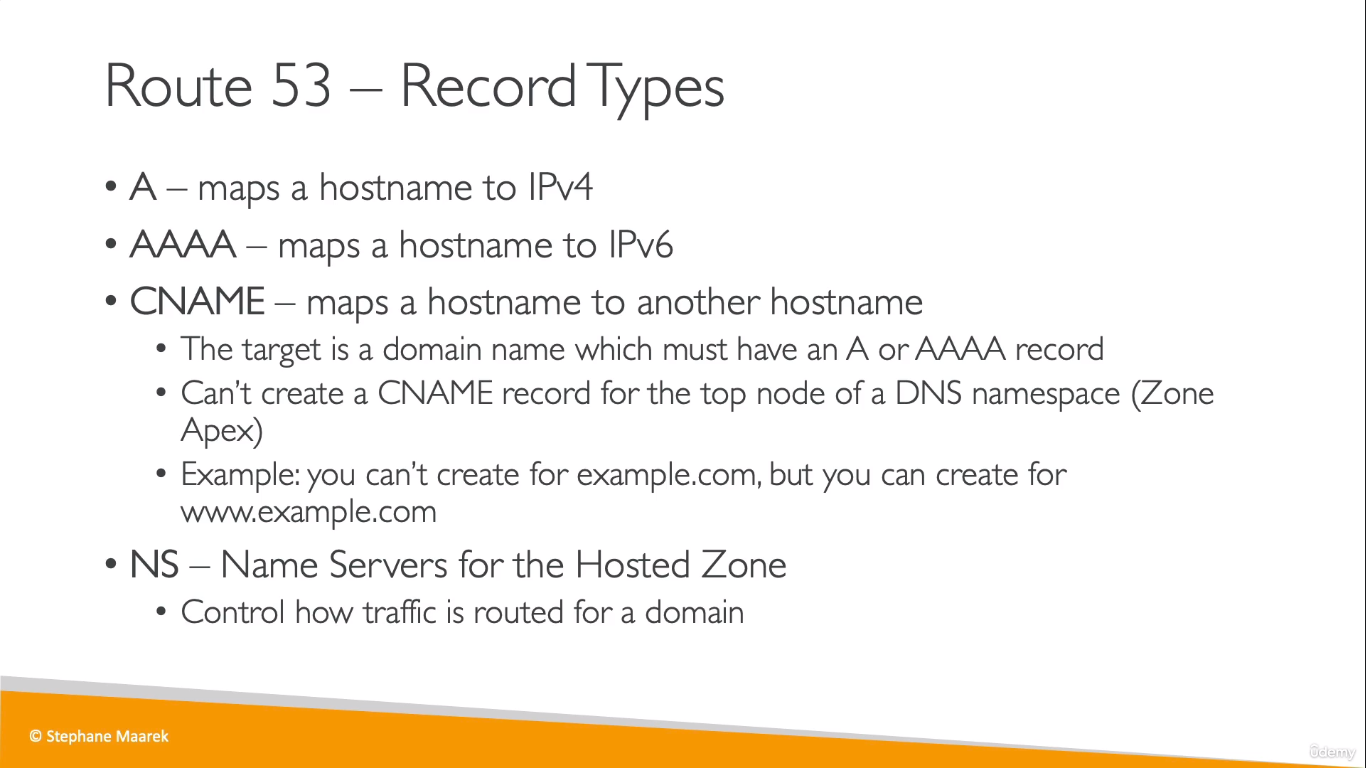 Route 53 – Record Types
• A – maps a hostname to IPv4
• AAAA – maps a hostname to IPv6
• CNAME – maps a hostname to another hostname
• The target is a domain name which must have an A or AAAA record
• Can’t create a CNAME record for the top node of a DNS namespace (Zone
Apex)
• Example: you can’t create for example.com, but you can create for
www.example.com
• NS – Name Servers for the Hosted Zone
• Control how traffic is routed for a domain
© Stephane Maarek
ûdemy